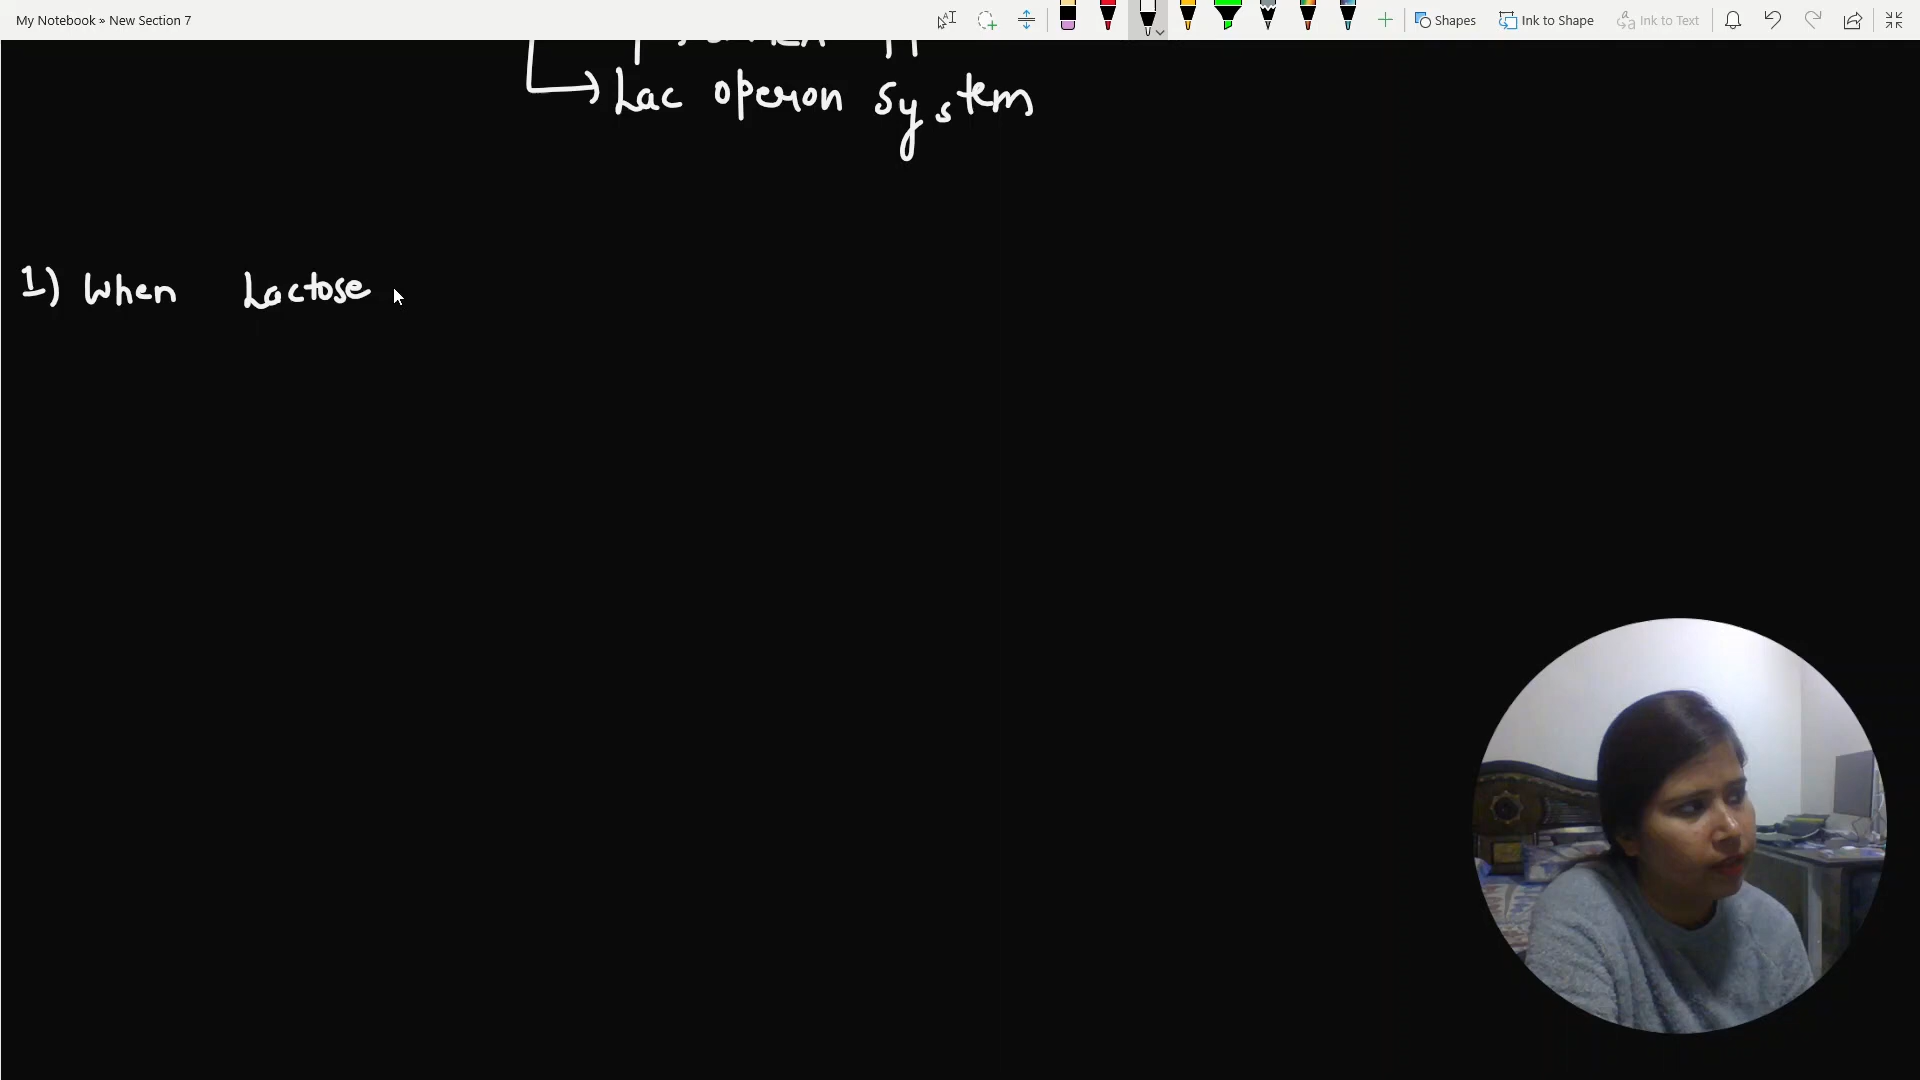 My Notebook » New Section 7
Shapes
Ink to Shape
Ink to Text
Lac operon system
1) When Lactose